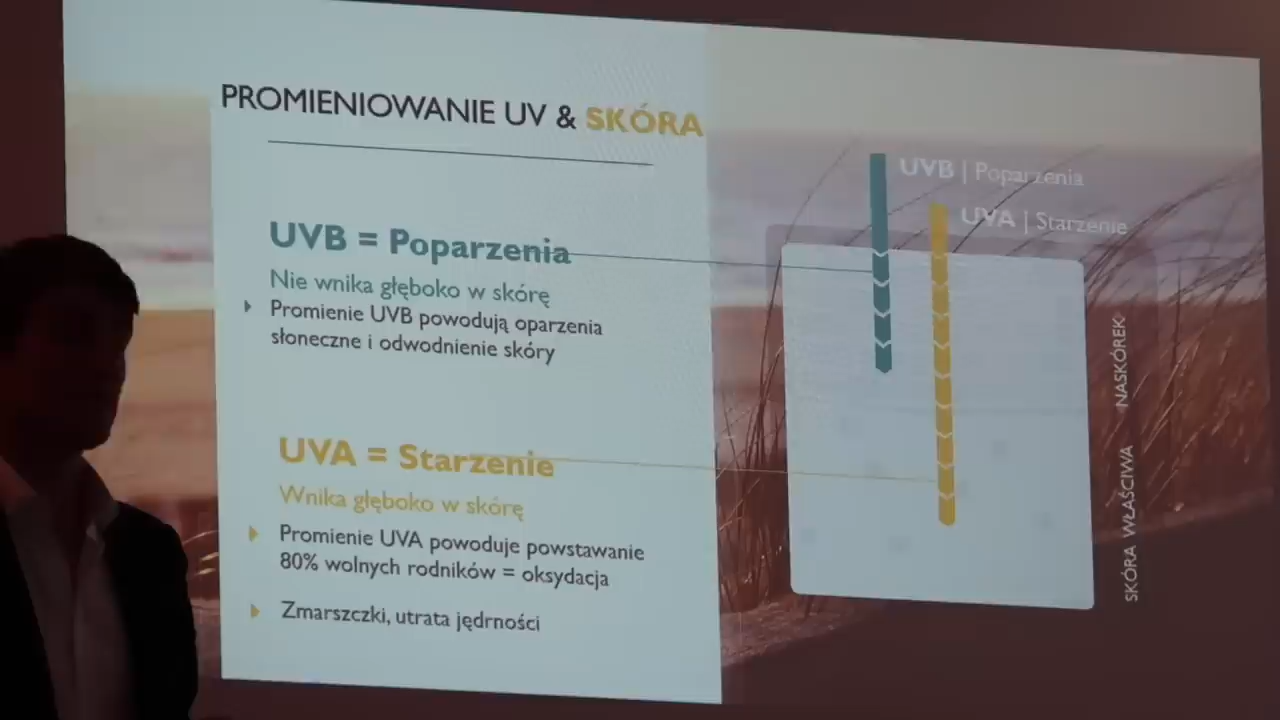 PROMIENIOWANIE UV & SKÓRA
UVB = Poparzenia
Nie wnika głęboko w skórę
Promienie UVB powodują oparzenia
słoneczne i odwodnienie skóry
UVA = Starzenie
Wnika głęboko w skórę
Promienie UVA powoduje powstawanie
80% wolnych rodników = oksydacja
Zmarszczki, utrata jędrności
UVB | Poparzenia
UVA | Starzenie
NASKÓREK
SKÓRA WŁAŚCIWA